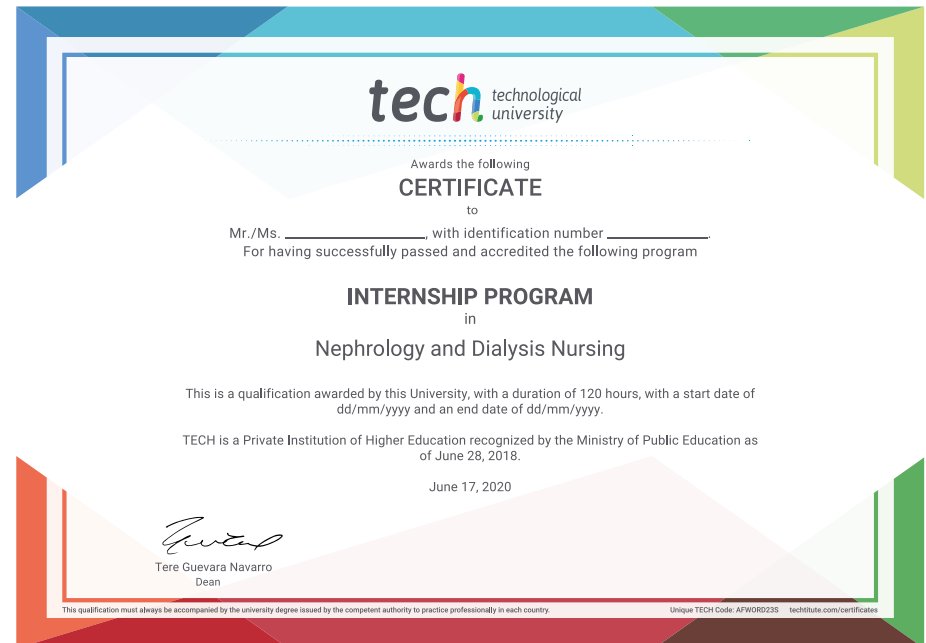 tech technological
university
Awards the following
CERTIFICATE
to
Mr./Ms. ____________________, with identification number ______________.
For having successfully passed and accredited the following program
INTERNSHIP PROGRAM
in
Nephrology and Dialysis Nursing
This is a qualification awarded by this University, with a duration of 120 hours, with a start date of
dd/mm/yyyy and an end date of dd/mm/yyyy.
TECH is a Private Institution of Higher Education recognized by the Ministry of Public Education as
of June 28, 2018.
June 17, 2020
Tere Guevara Navarro
Dean
This qualification must always be accompanied by the university degree issued by the competent authority to practice professionally in each country.
Unique TECH Code: AFWORD23S techtitute.com/certificates